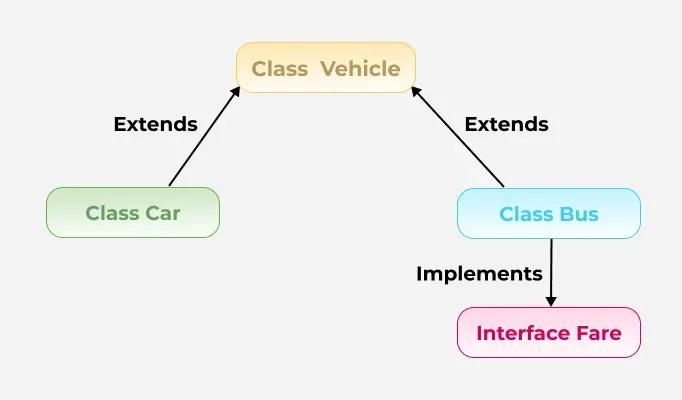 Class  Vehicle
Extends
Extends
Class Car
Class Bus
Implements
Interface Fare